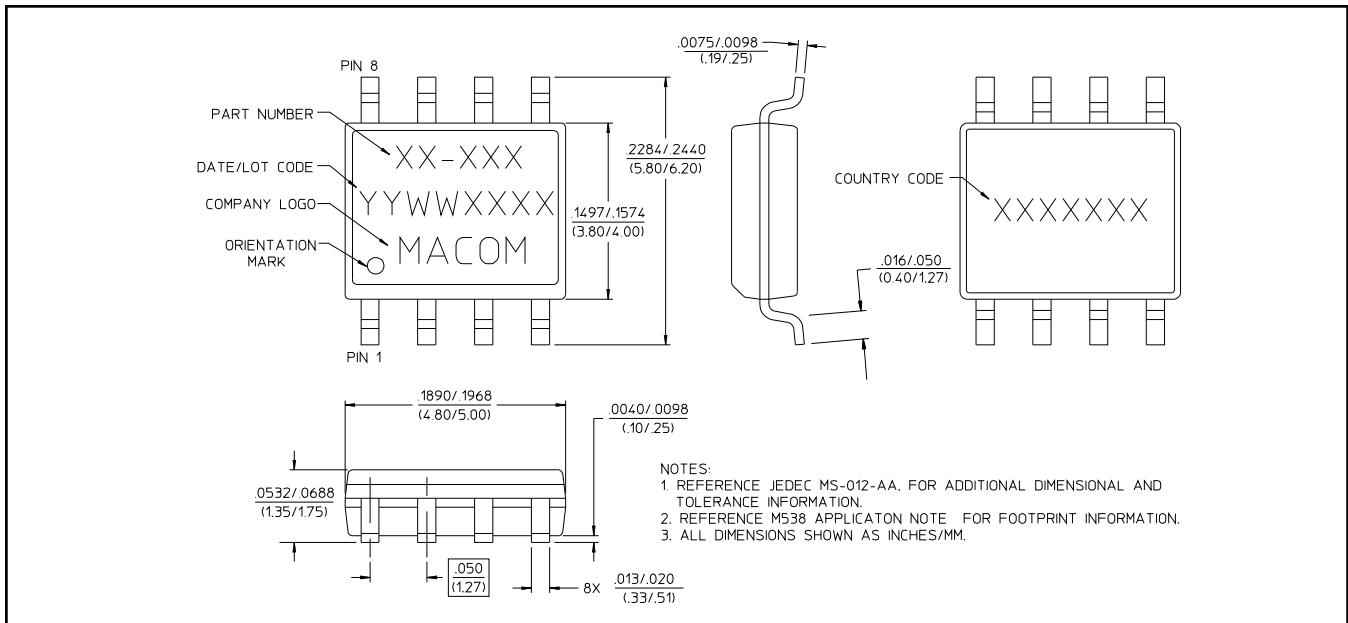 PIN 8
PART NUMBER
XX-XXX
DATE/LOT CODE
YYWWXXXX
COMPANY LOGO
MACOM
ORIENTATION
MARK
PIN 1
.2284/.2440
(5.80/6.20)
.1497/.1574
(3.80/4.00)
.0075/.0098
(.19/.25)
.016/.050
(0.40/1.27)
COUNTRY CODE
XXXXXXX
.1890/.1968
(4.80/5.00)
.0040/.0098
(.10/.25)
.0532/.0688
(1.35/1.75)
.050
(1.27)
8X
.013/.020
(.33/.51)
NOTES:
1. REFERENCE JEDEC MS-012-AA, FOR ADDITIONAL DIMENSIONAL AND
TOLERANCE INFORMATION.
2. REFERENCE M538 APPLICATON NOTE FOR FOOTPRINT INFORMATION.
3. ALL DIMENSIONS SHOWN AS INCHES/MM.